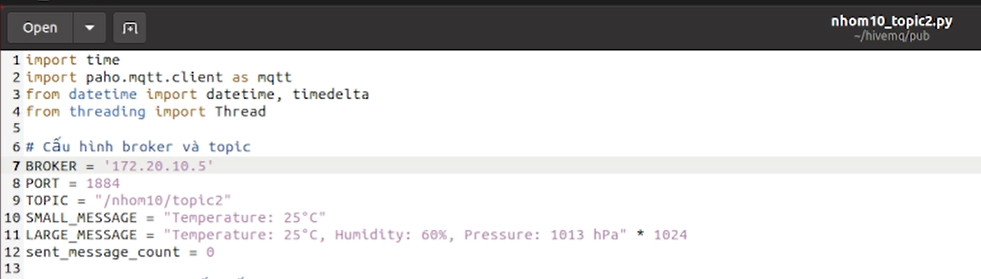 Open
nhom10_topic2.py
~/hivemq/pub
1 import time
2 import paho.mqtt.client as mqtt
3 from datetime import datetime, timedelta
4 from threading import Thread
5
6 # Cấu hình broker và topic
7 BROKER = '172.20.10.5'
8 PORT = 1884
9 TOPIC = "/nhom10/topic2"
10 SMALL_MESSAGE = "Temperature: 25°C"
11 LARGE_MESSAGE = "Temperature: 25°C, Humidity: 60%, Pressure: 1013 hPa" * 1024
12 sent_message_count = 0
13